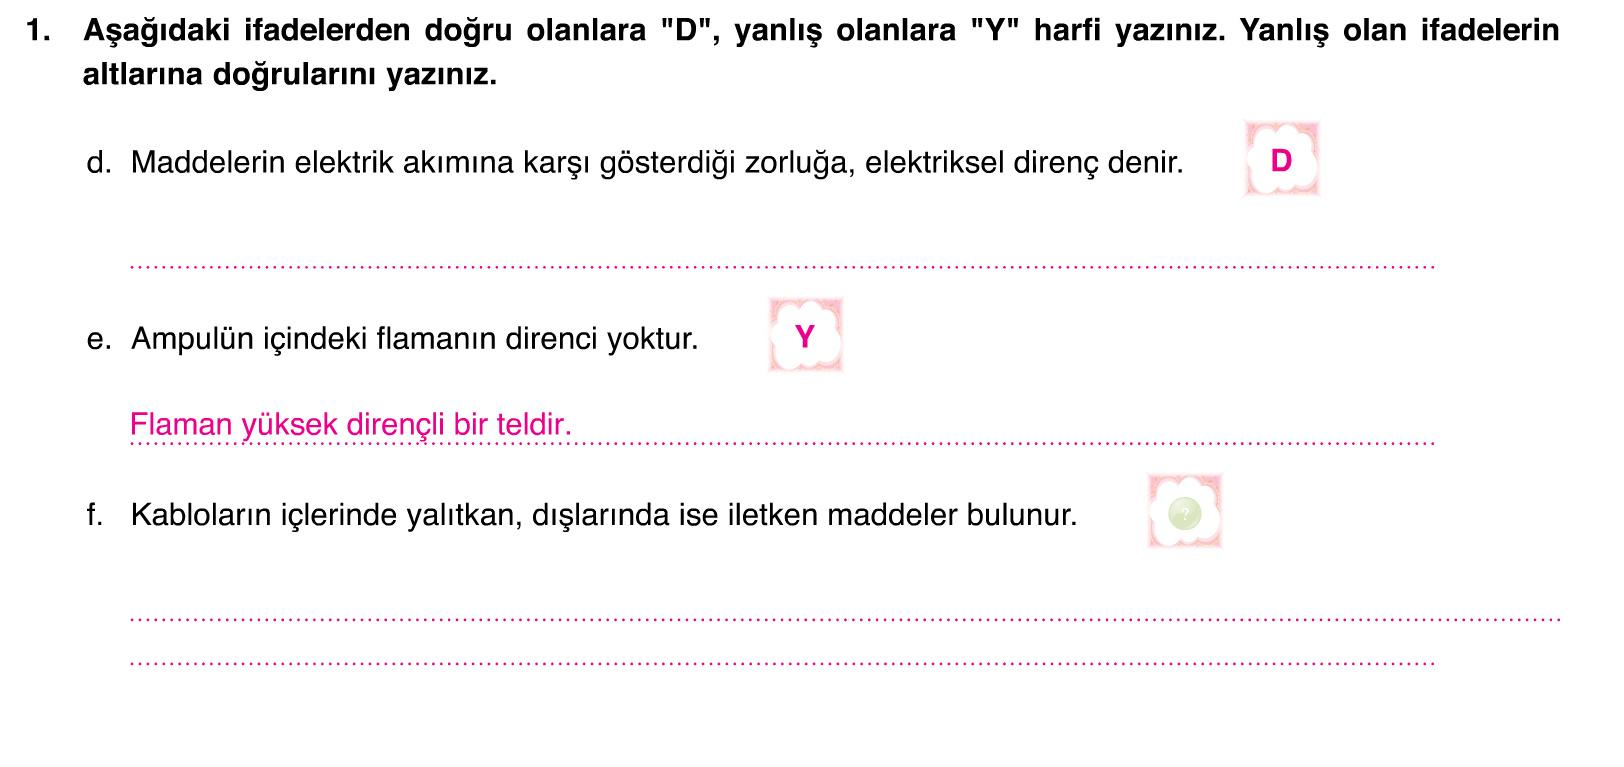 1. Aşağıdaki ifadelerden doğru olanlara "D", yanlış olanlara "Y" harfi yazınız. Yanlış olan ifadelerin
altlarına doğrularını yazınız.
d. Maddelerin elektrik akımına karşı gösterdiği zorluğa, elektriksel direnç denir. D
e. Ampulün içindeki flamanın direnci yoktur. Y
Flaman yüksek dirençli bir teldir.
f. Kabloların içlerinde yalıtkan, dışlarında ise iletken maddeler bulunur. ?